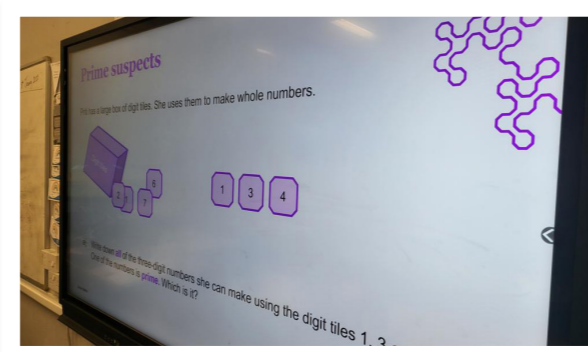 Prime suspects
has a large box of digit tiles. She uses them to make whole numbers.
6
7
1 3 4
Write down all of the three-digit numbers she can make using the digit tiles 1, 3
One of the numbers is prime. Which is it?